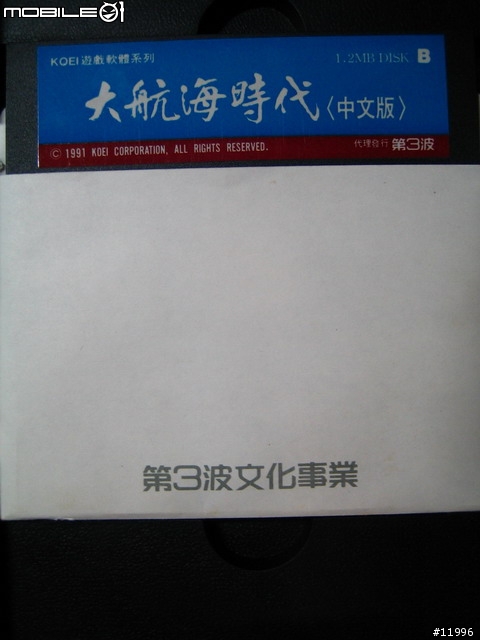 MOBILE01
KOEI遊戲軟體系列
1.2MB DISK B
大航海時代〈中文版〉
© 1991 KOEI CORPORATION, ALL RIGHTS RESERVED.
代理發行 第3波
第3波文化事業
#11996